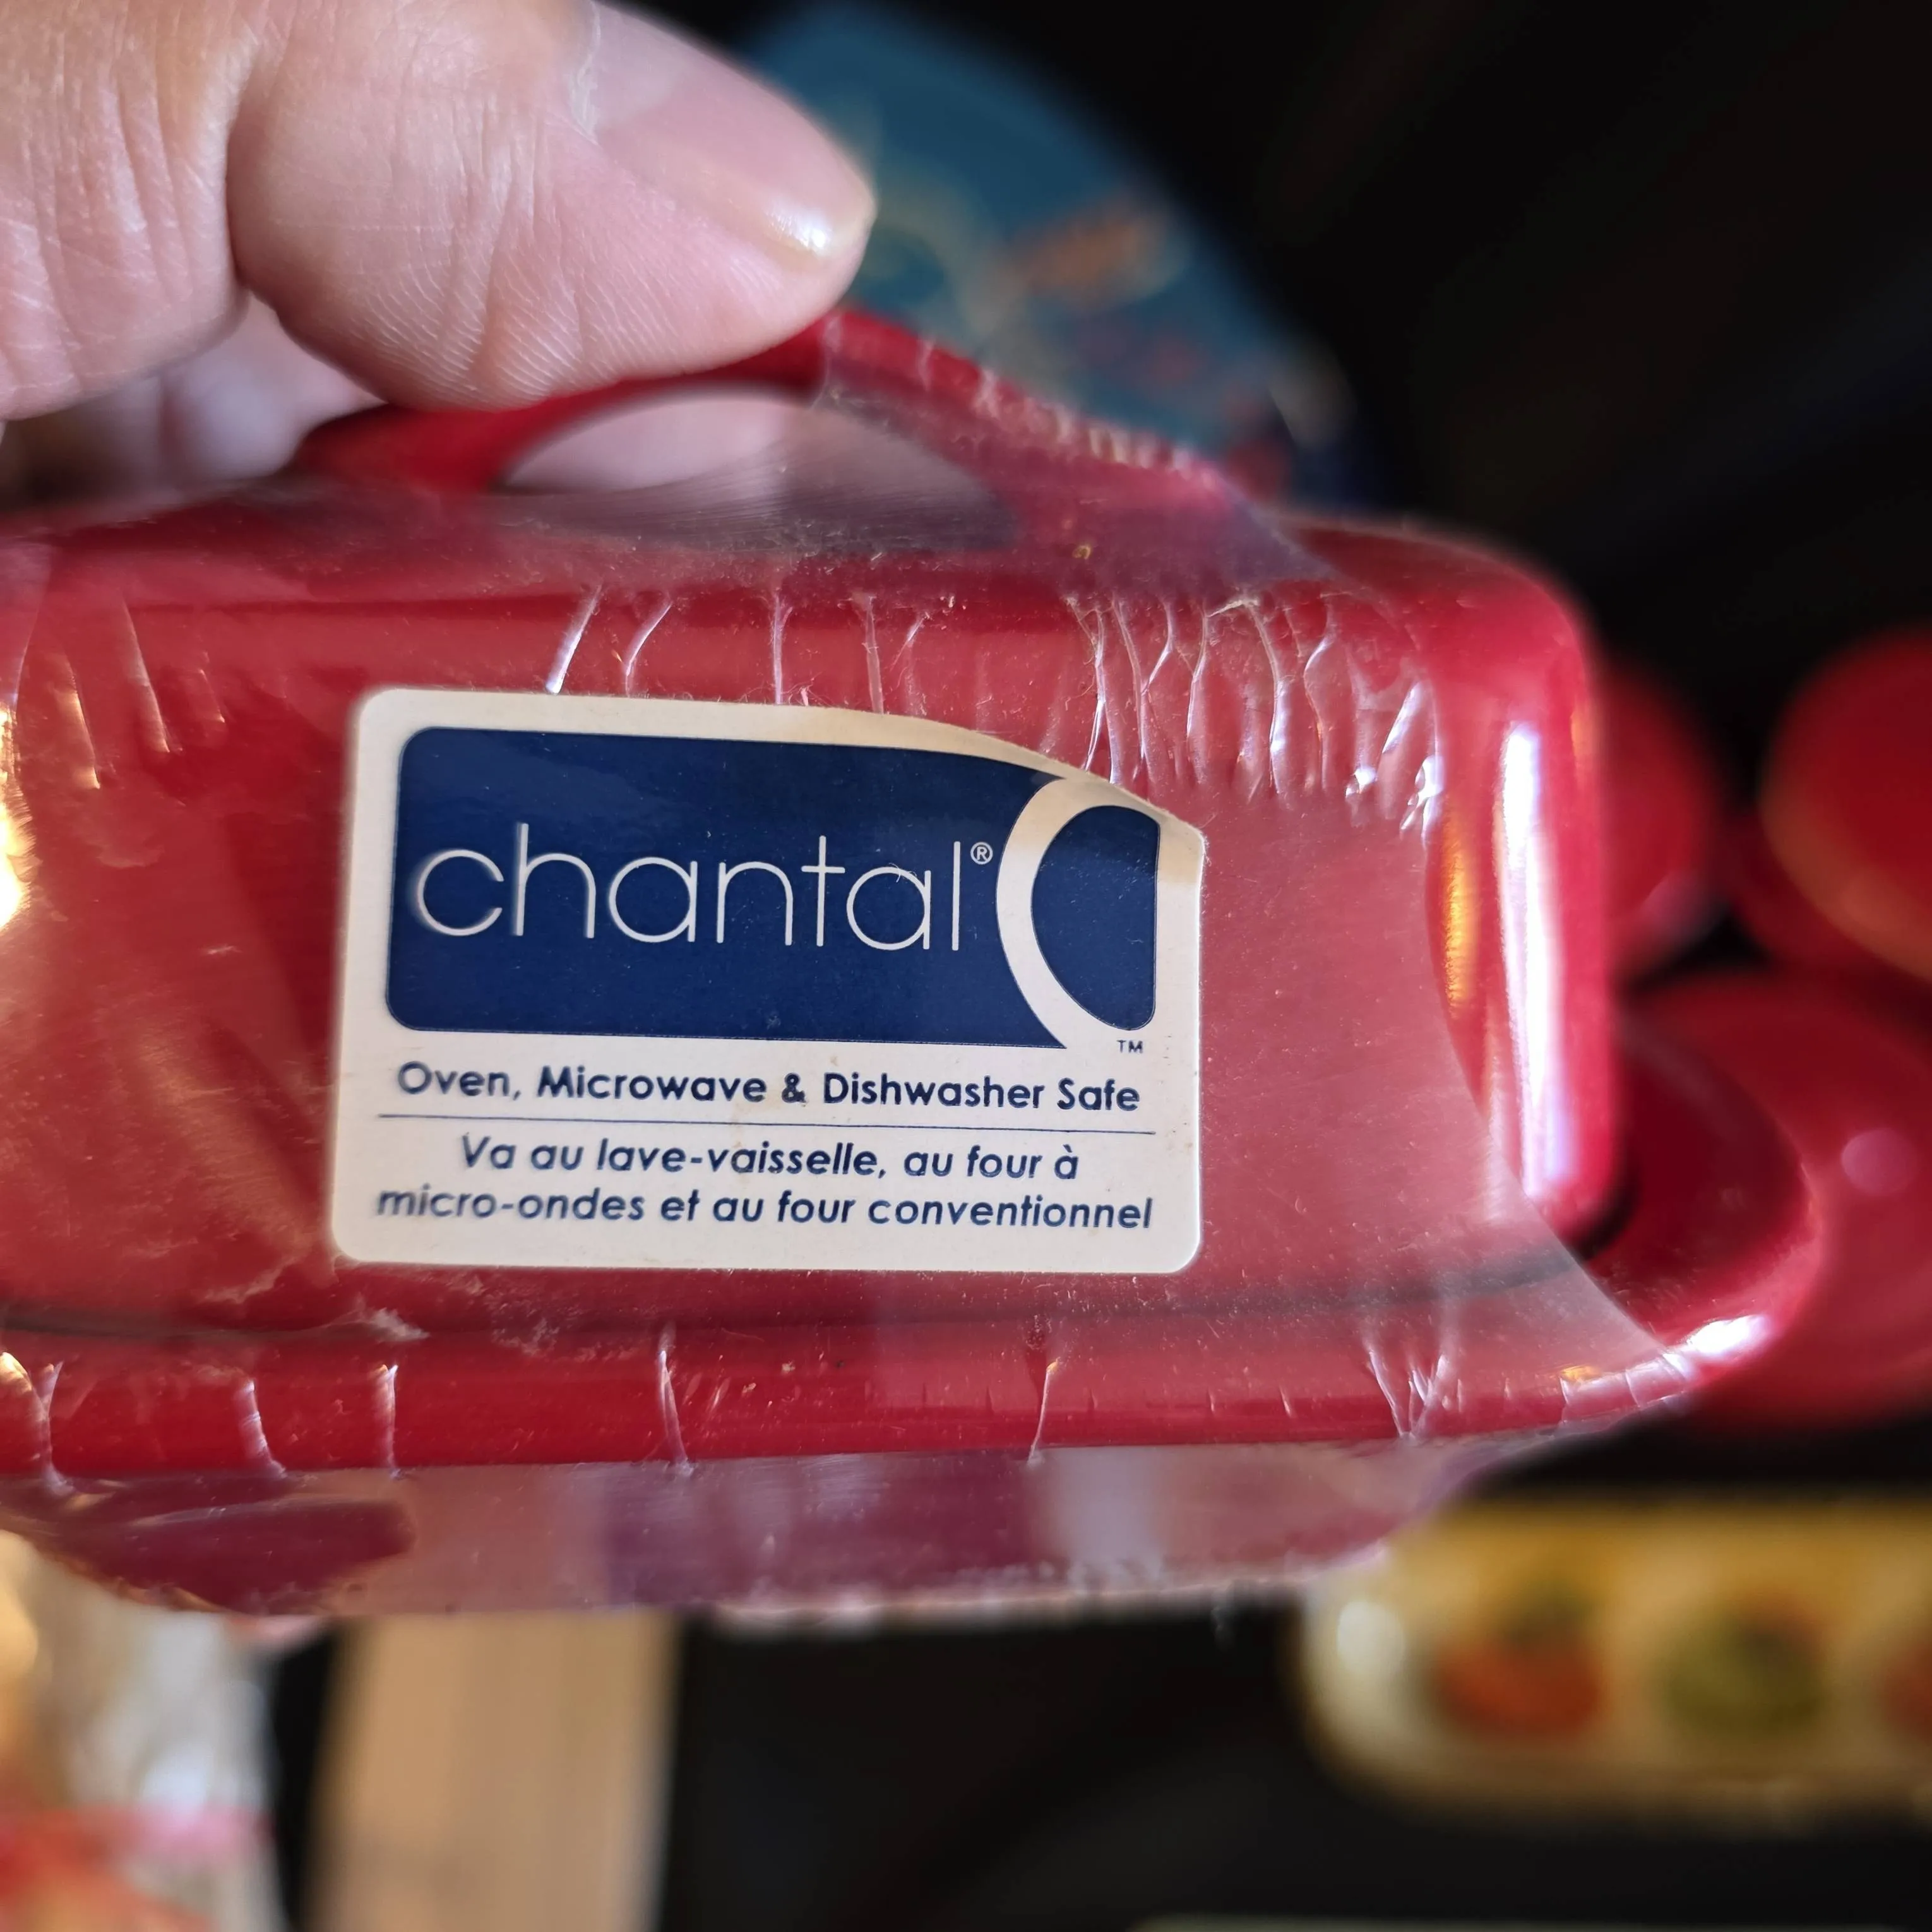 chantal®
TM
Oven, Microwave & Dishwasher Safe
Va au lave-vaisselle, au four à
micro-ondes et au four conventionnel